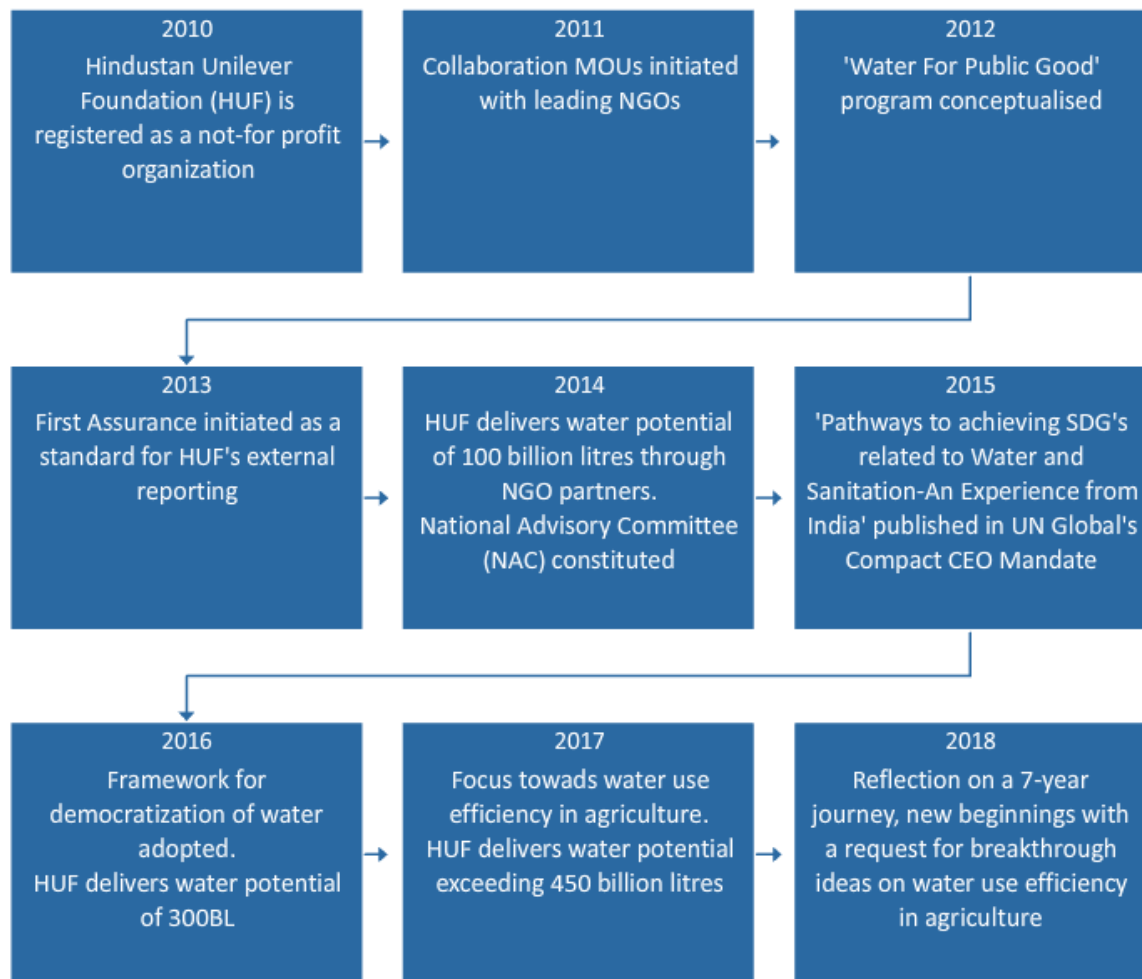 2010
Hindustan Unilever
Foundation (HUF) is
registered as a not-for profit
organization
2011
Collaboration MOUs initiated
with leading NGOs
2012
'Water For Public Good'
program conceptualised
2013
First Assurance initiated as a
standard for HUF's external
reporting
2014
HUF delivers water potential
of 100 billion litres through
NGO partners.
National Advisory Committee
(NAC) constituted
2015
'Pathways to achieving SDG's
related to Water and
Sanitation-An Experience from
India' published in UN Global's
Compact CEO Mandate
2016
Framework for
democratization of water
adopted.
HUF delivers water potential
of 300BL
2017
Focus towads water use
efficiency in agriculture.
HUF delivers water potential
exceeding 450 billion litres
2018
Reflection on a 7-year
journey, new beginnings with
a request for breakthrough
ideas on water use efficiency
in agriculture